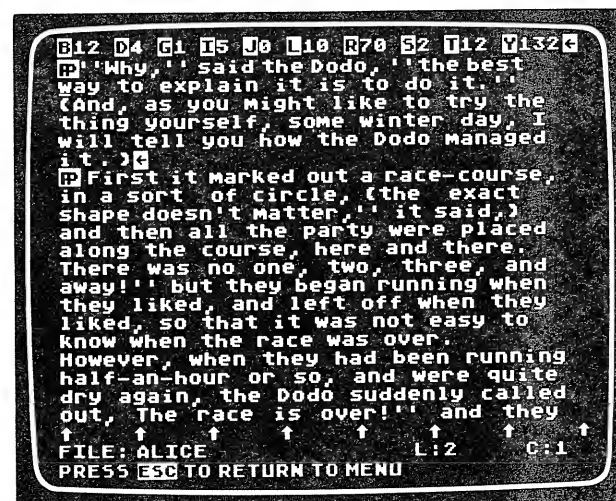 B12 D4 G1 I5 J0 L10 R70 S2 T12 Y132←
P''Why,'' said the Dodo, ''the best
way to explain it is to do it.''
(And, as you might like to try the
thing yourself, some winter day, I
will tell you how the Dodo managed
it.)←
PFirst it marked out a race-course,
in a sort of circle, (the exact
shape doesn't matter,'' it said,)
and then all the party were placed
along the course, here and there.
There was no one, two, three, and
away!'' but they began running when
they liked, and left off when they
liked, so that it was not easy to
know when the race was over.
However, when they had been running
half-an-hour or so, and were quite
dry again, the Dodo suddenly called
out, The race is over!'' and they
↑ ↑ ↑ ↑ ↑ ↑ ↑ ↑
FILE: ALICE L:2 C:1
PRESS ESC TO RETURN TO MENU